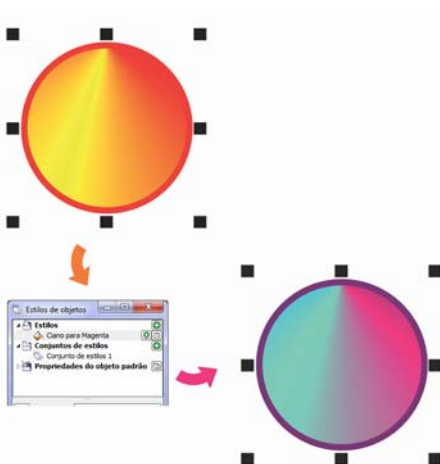 Estilos de objetos
Estilos
Ciano para Magenta
Conjuntos de estilos
Conjunto de estilos 1
Propriedades do objeto padrão